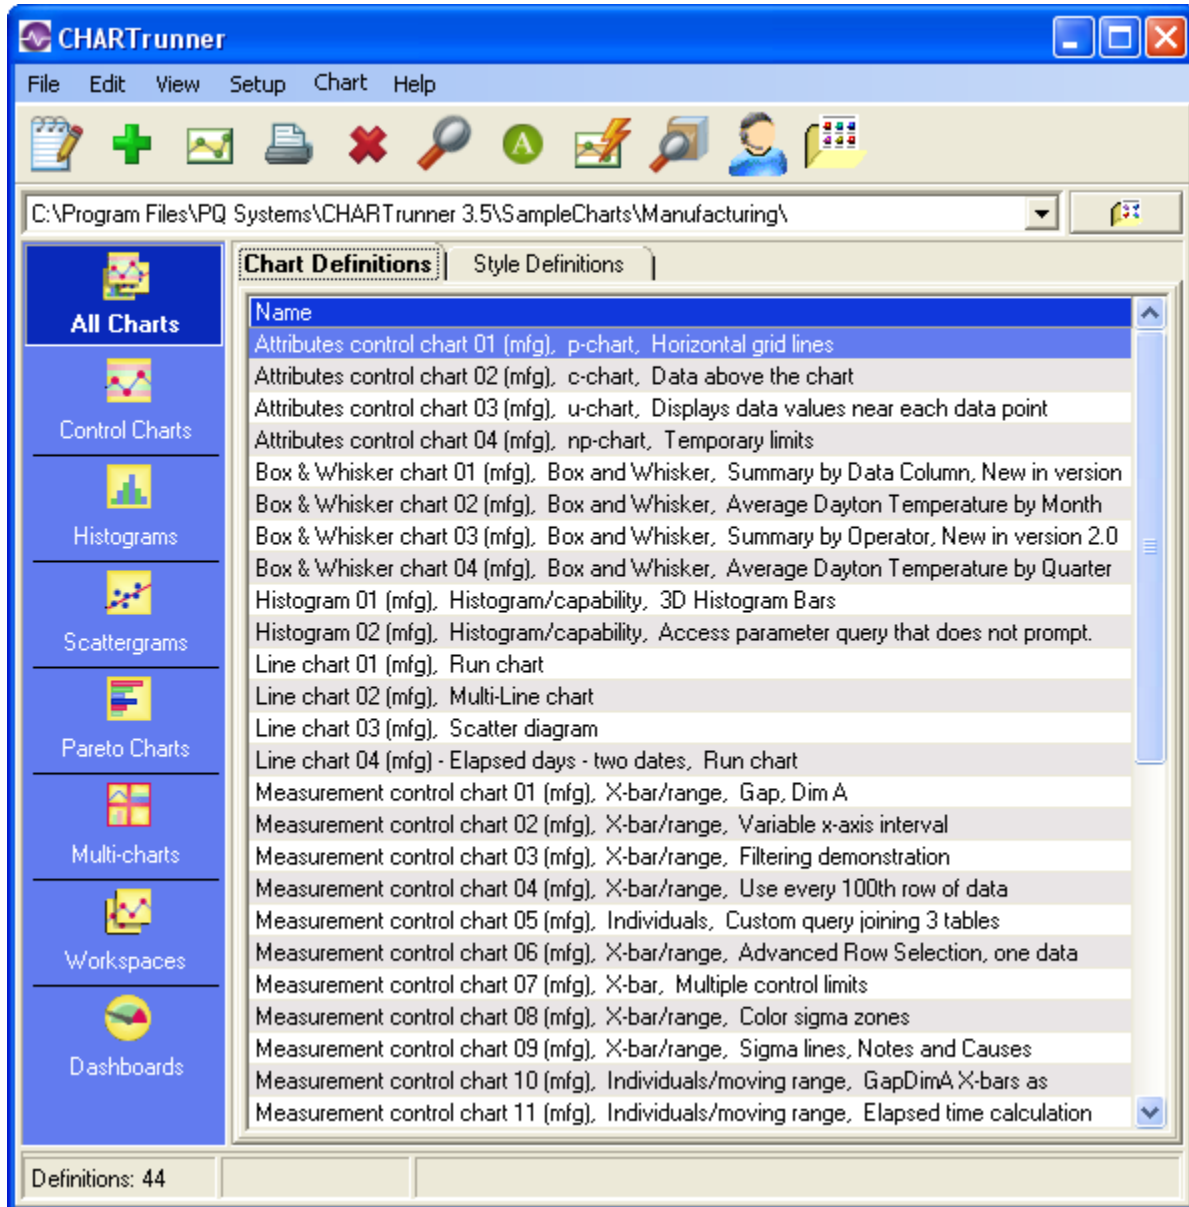 CHARTrunner
File Edit View Setup Chart Help
A
C:\Program Files\PQ Systems\CHARTrunner 3.5\SampleCharts\Manufacturing\
All Charts
Control Charts
Histograms
Scattergrams
Pareto Charts
Multi-charts
Workspaces
Dashboards
Chart Definitions Style Definitions
Name
Attributes control chart 01 (mfg), p-chart, Horizontal grid lines
Attributes control chart 02 (mfg), c-chart, Data above the chart
Attributes control chart 03 (mfg), u-chart, Displays data values near each data point
Attributes control chart 04 (mfg), np-chart, Temporary limits
Box & Whisker chart 01 (mfg), Box and Whisker, Summary by Data Column, New in version
Box & Whisker chart 02 (mfg), Box and Whisker, Average Dayton Temperature by Month
Box & Whisker chart 03 (mfg), Box and Whisker, Summary by Operator, New in version 2.0
Box & Whisker chart 04 (mfg), Box and Whisker, Average Dayton Temperature by Quarter
Histogram 01 (mfg), Histogram/capability, 3D Histogram Bars
Histogram 02 (mfg), Histogram/capability, Access parameter query that does not prompt.
Line chart 01 (mfg), Run chart
Line chart 02 (mfg), Multi-Line chart
Line chart 03 (mfg), Scatter diagram
Line chart 04 (mfg) - Elapsed days - two dates, Run chart
Measurement control chart 01 (mfg), X-bar/range, Gap, Dim A
Measurement control chart 02 (mfg), X-bar/range, Variable x-axis interval
Measurement control chart 03 (mfg), X-bar/range, Filtering demonstration
Measurement control chart 04 (mfg), X-bar/range, Use every 100th row of data
Measurement control chart 05 (mfg), Individuals, Custom query joining 3 tables
Measurement control chart 06 (mfg), X-bar/range, Advanced Row Selection, one data
Measurement control chart 07 (mfg), X-bar, Multiple control limits
Measurement control chart 08 (mfg), X-bar/range, Color sigma zones
Measurement control chart 09 (mfg), X-bar/range, Sigma lines, Notes and Causes
Measurement control chart 10 (mfg), Individuals/moving range, GapDimA X-bars as
Measurement control chart 11 (mfg), Individuals/moving range, Elapsed time calculation
Definitions: 44